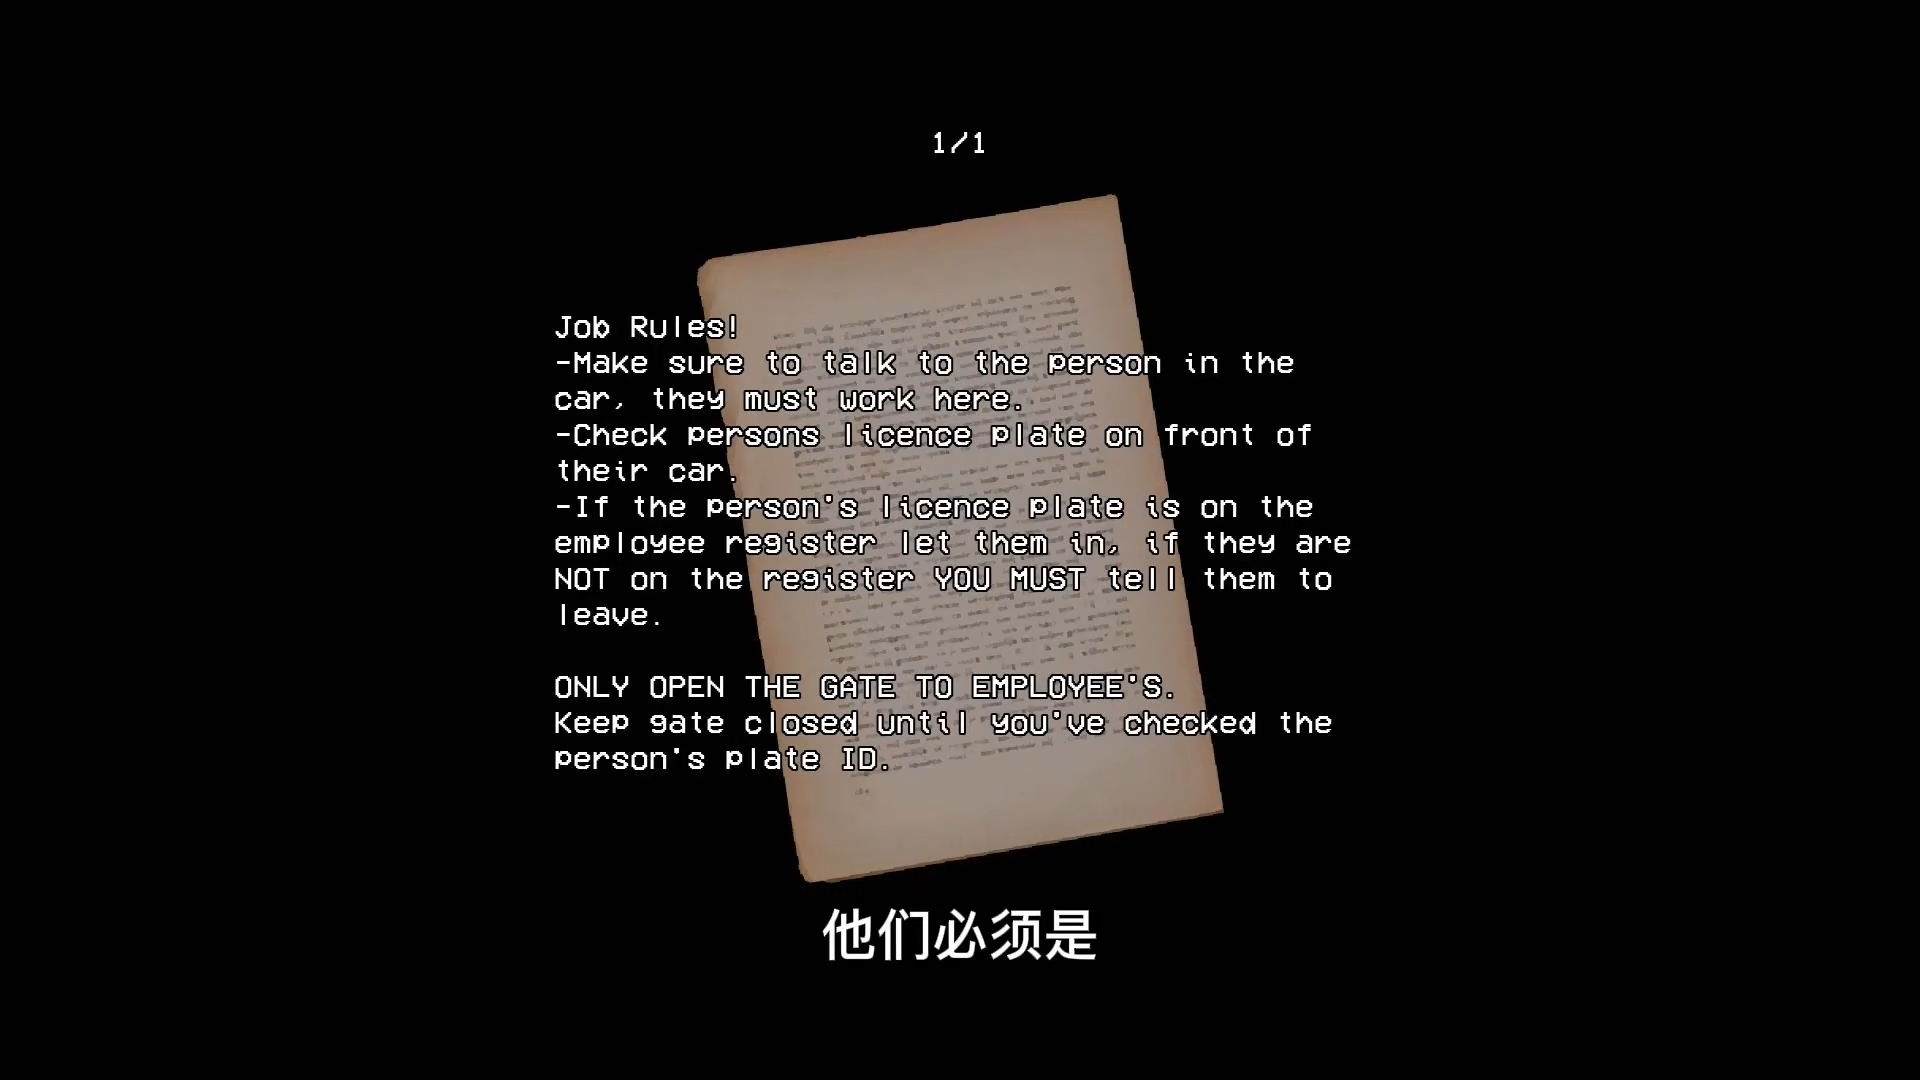 1/1
Job Rules!
-Make sure to talk to the person in the
car, they must work here.
-Check persons licence plate on front of
their car.
-If the person's licence plate is on the
employee register let them in, if they are
NOT on the register YOU MUST tell them to
leave.
ONLY OPEN THE GATE TO EMPLOYEE'S.
Keep gate closed until you've checked the
person's plate ID.
他们必须是